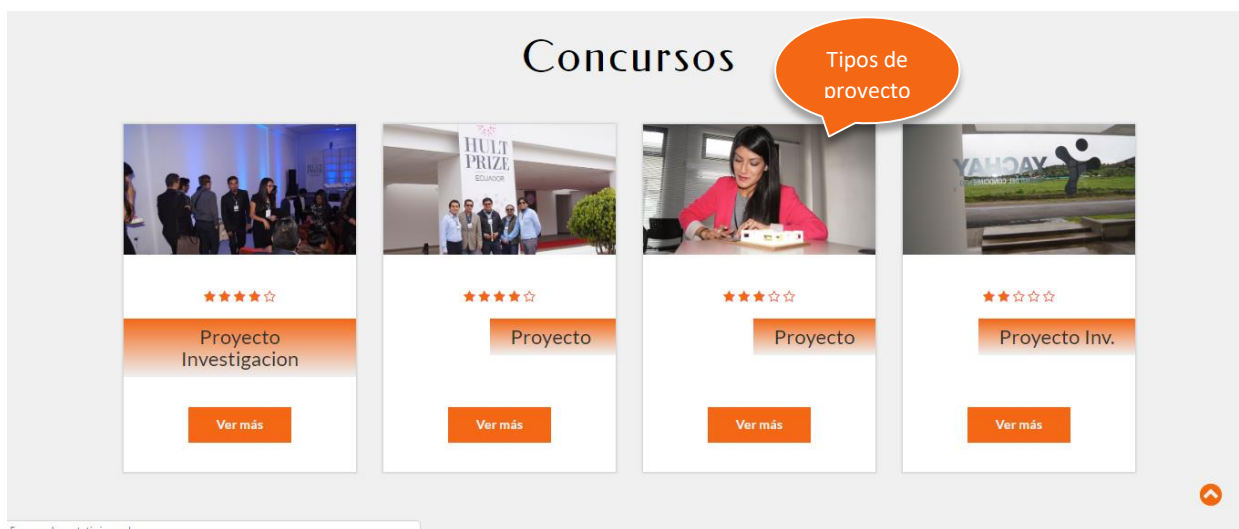 Concursos
Tipos de
proyecto
HULT
PRIZE
ECUADOR
YACHAY
Proyecto
Investigacion
Proyecto
Proyecto
Proyecto Inv.
Ver más
Ver más
Ver más
Ver más